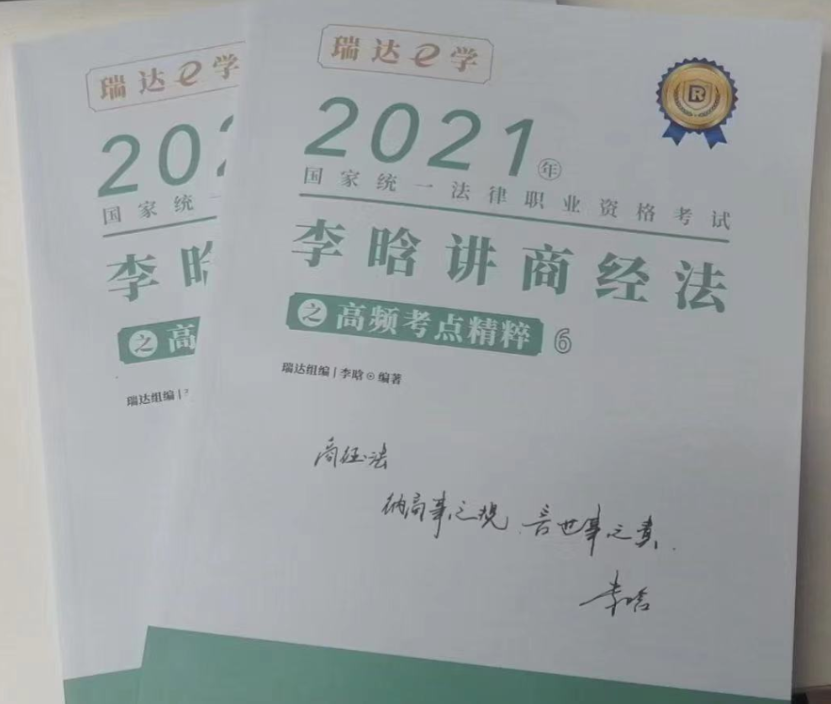 瑞达e学
202
国家统一
李晗
之高
瑞达组编
瑞达e学
R
2021年
国家统一法律职业资格考试
李晗讲商经法
之高频考点精粹 6
瑞达组编 | 李晗 编著
商经法
纳商事之规 言世事之责
李晗